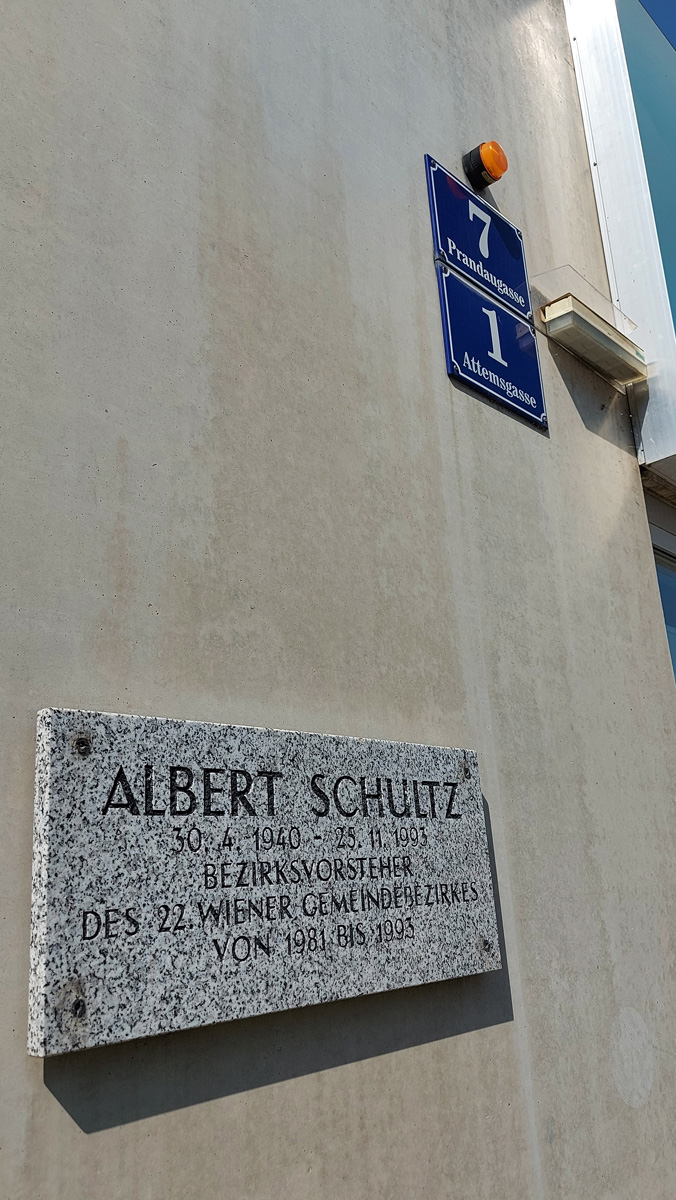 7
Prandaugasse
1
Attemsgasse
ALBERT SCHULTZ
30. 4. 1940 - 25. 11. 1993
BEZIRKSVORSTEHER
DES 22. WIENER GEMEINDEBEZIRKES
VON 1981 BIS 1993